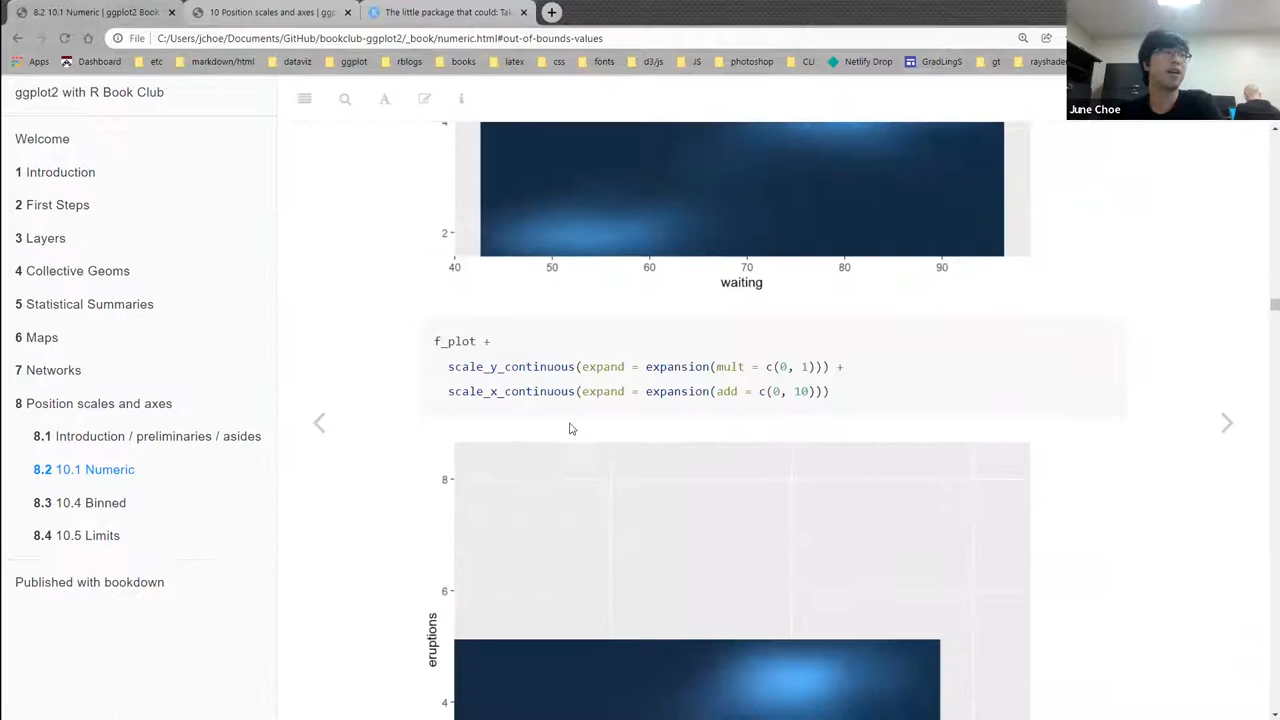 8.2 10.1 Numeric | ggplot2 Book
10 Position scales and axes | ggp
The little package that could: Tak
File
C:/Users/jchoe/Documents/GitHub/bookclub-ggplot2/_book/numeric.html#out-of-bounds-values
Apps Dashboard etc markdown/html dataviz ggplot rblogs books latex css fonts d3/js JS photoshop CLI Netlify Drop GradLingS gt rayshade
June Choe
ggplot2 with R Book Club
Welcome
1 Introduction
2 First Steps
3 Layers
4 Collective Geoms
5 Statistical Summaries
6 Maps
7 Networks
8 Position scales and axes
8.1 Introduction / preliminaries / asides
8.2 10.1 Numeric
8.3 10.4 Binned
8.4 10.5 Limits
Published with bookdown
4
2
40 50 60 70 80 90
waiting
f_plot +
scale_y_continuous(expand = expansion(mult = c(0, 1))) +
scale_x_continuous(expand = expansion(add = c(0, 10)))
8
6
4
eruptions